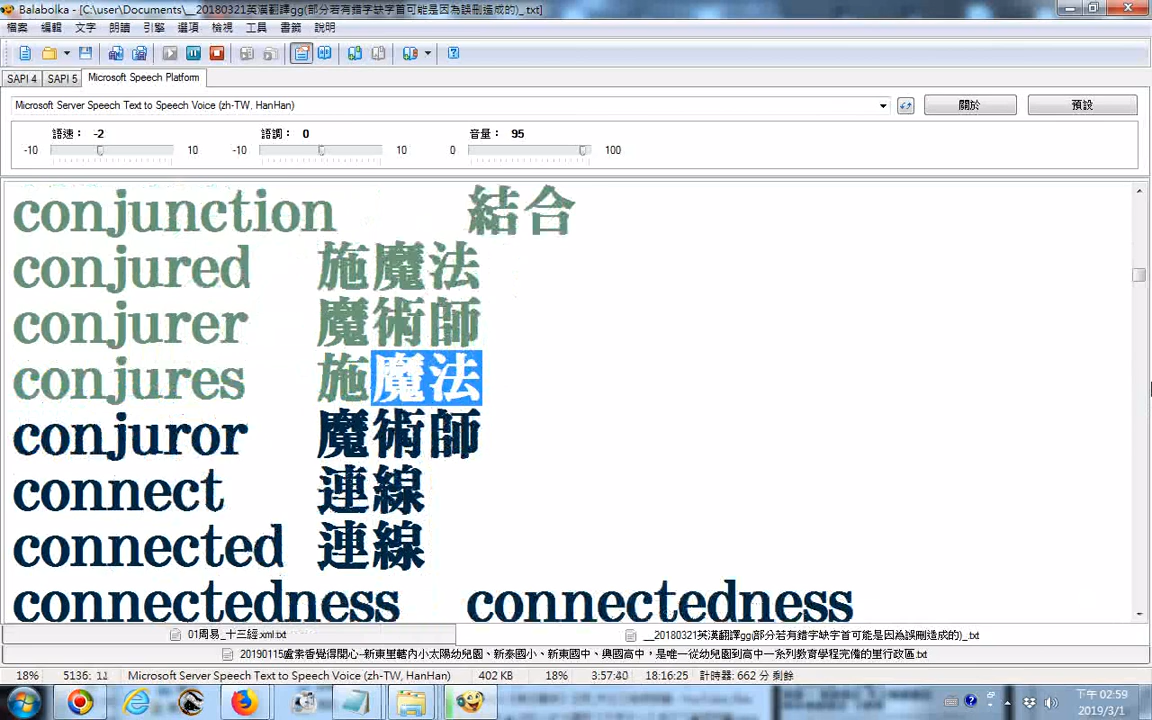 Balabolka - [C:\user\Documents\__20180321英漢翻譯gg(部分若有錯字缺字首可能是因為誤刪造成的)_.txt]
檔案 編輯 文字 朗讀 引擎 選項 檢視 工具 書籤 說明
SAPI 4 SAPI 5 Microsoft Speech Platform
Microsoft Server Speech Text to Speech Voice (zh-TW, HanHan) 關於 預設
語速： -2 語調： 0 音量： 95
-10 10 -10 10 0 100
conjunction 結合
conjured 施魔法
conjurer 魔術師
conjures 施魔法
conjuror 魔術師
connect 連線
connected 連線
connectedness connectedness
01周易_十三經.xml.txt __20180321英漢翻譯gg(部分若有錯字缺字首可能是因為誤刪造成的)_.txt
20190115盧素香覺得開心-新東里轄內小太陽幼兒園、新泰國小、新東國中、興國高中，是唯一從幼兒園到高中一系列教育學程完備的里行政區.txt
18% 5136: 11 Microsoft Server Speech Text to Speech Voice (zh-TW, HanHan) 402 KB 18% 3:57:40 18:16:25 計時器: 662 分 剩餘
下午 02:59
2019/3/1